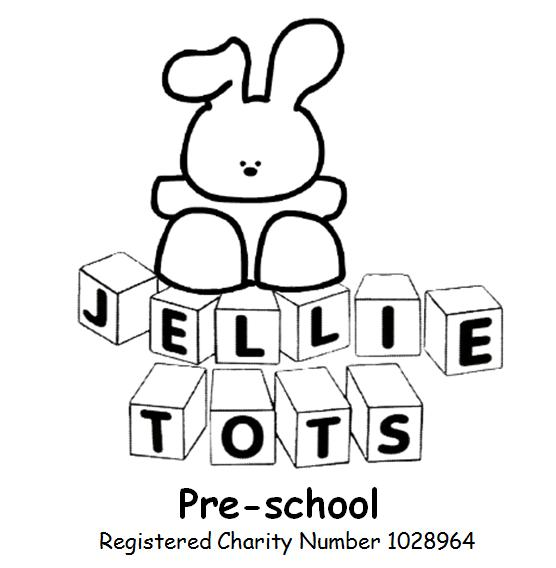 JELLIE
TOTS
Pre-school
Registered Charity Number 1028964